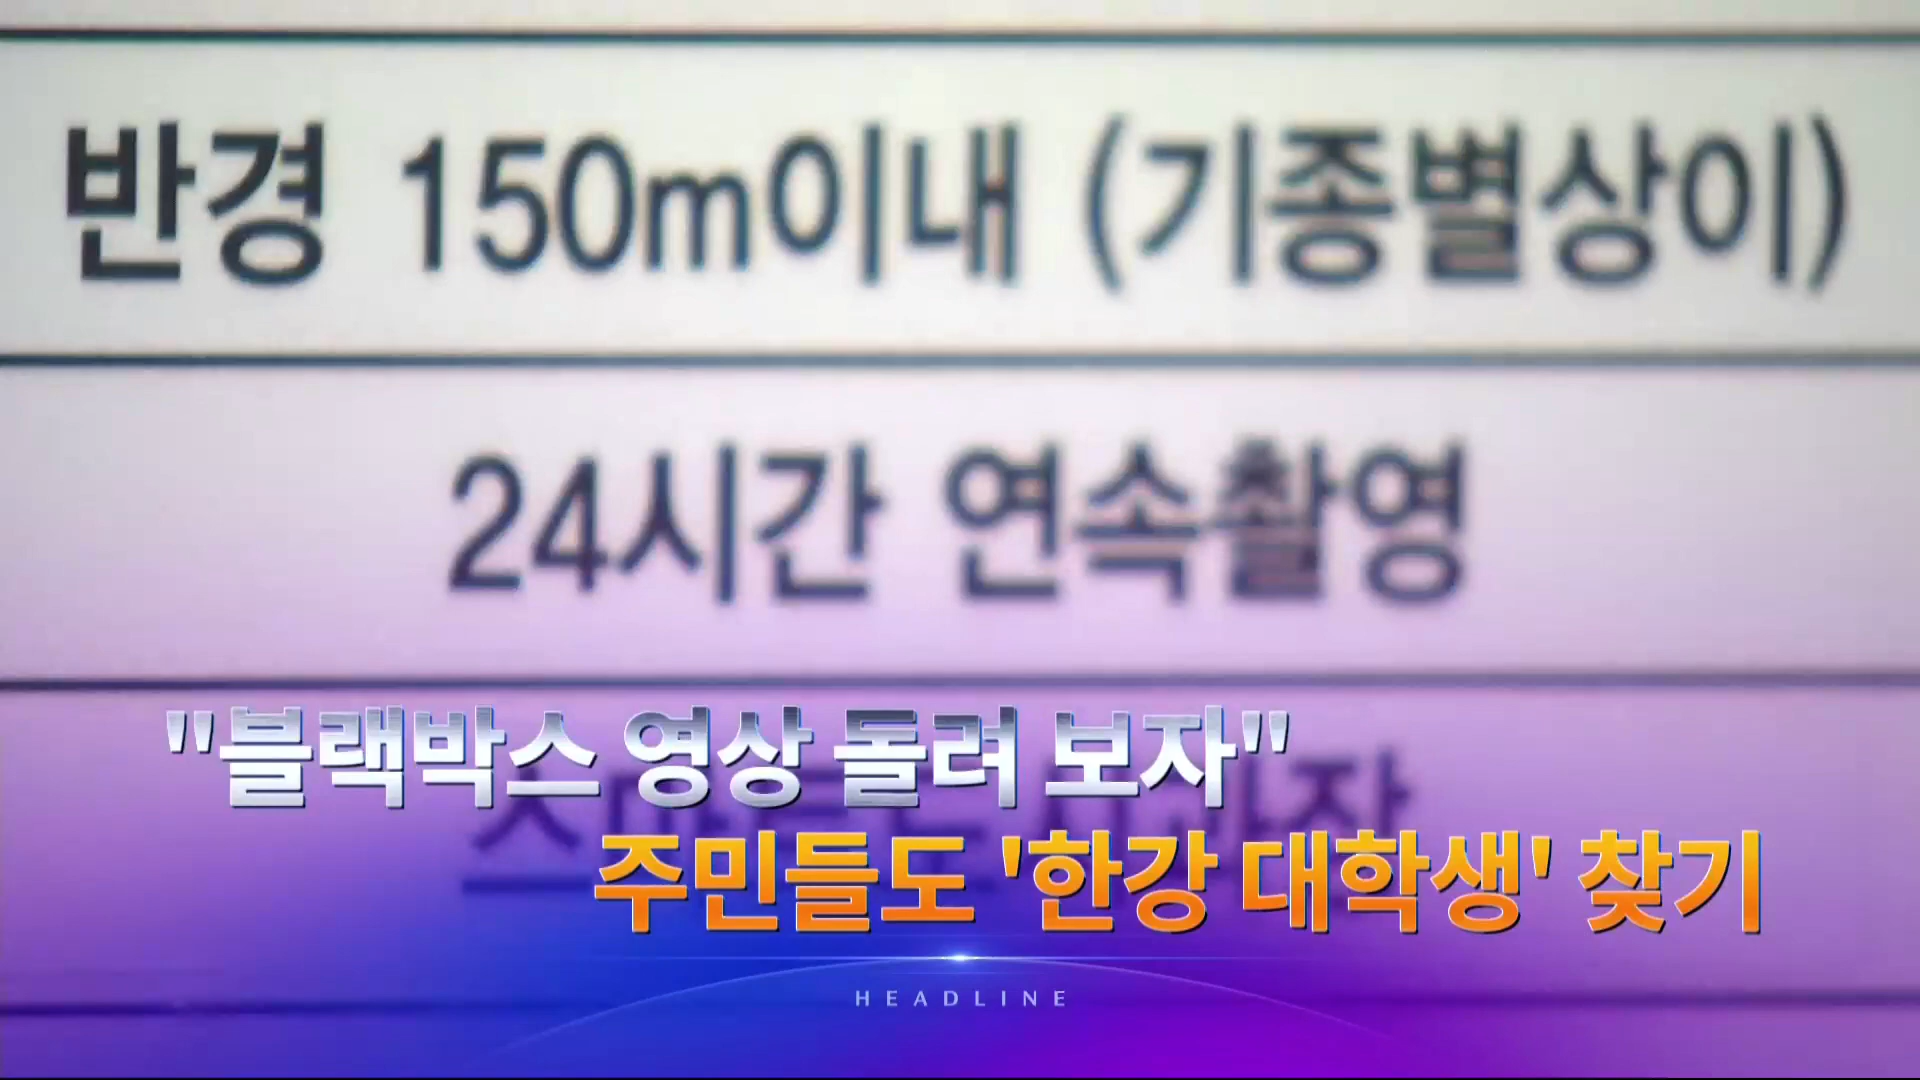 반경 150m이내 (기종별상이)
24시간 연속촬영
"블랙박스 영상 돌려 보자"
주민들도 '한강 대학생' 찾기
HEADLINE